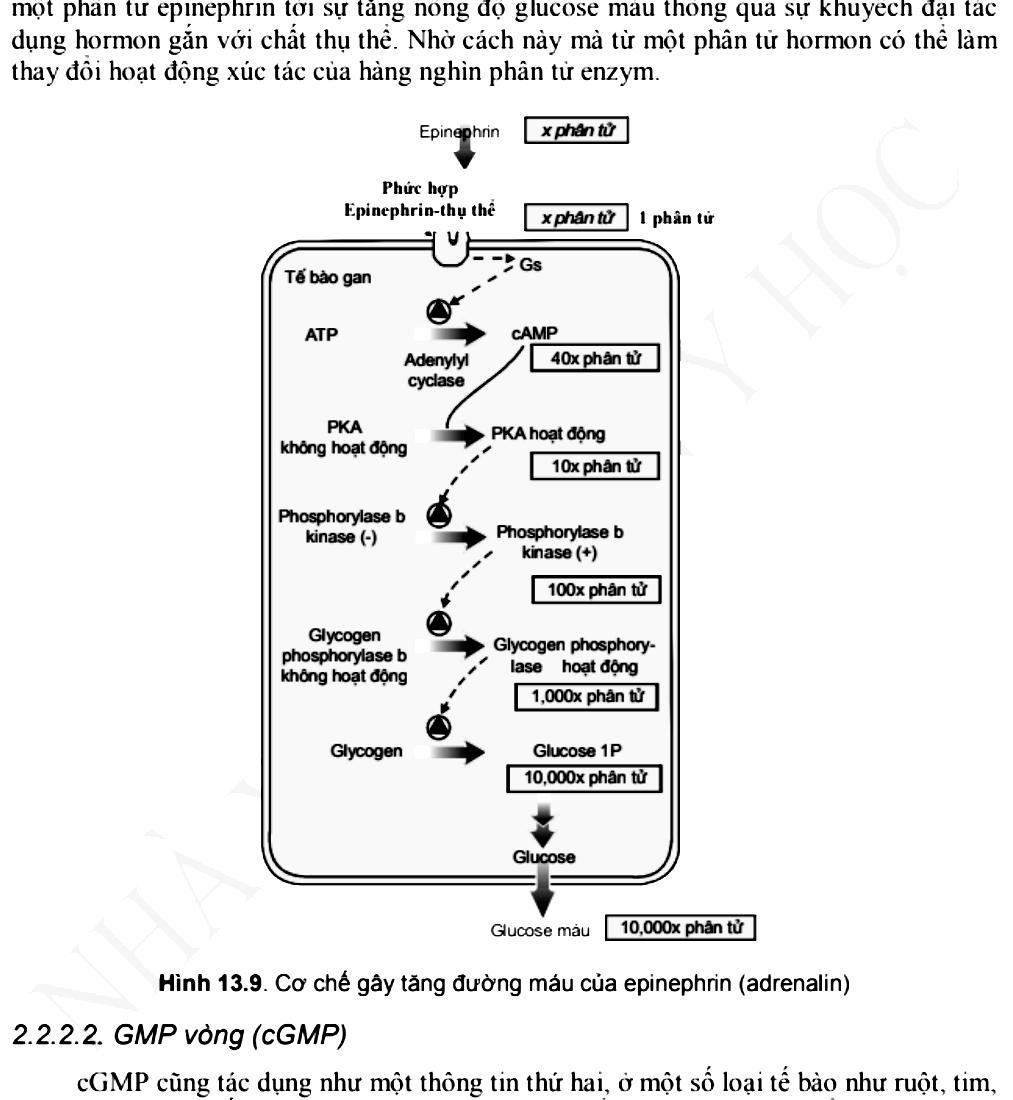 một phân tử epinephrin tới sự tăng nồng độ glucose máu thông qua sự khuyếch đại tác
dụng hormon gắn với chất thụ thể. Nhờ cách này mà từ một phân tử hormon có thể làm
thay đổi hoạt động xúc tác của hàng nghìn phân tử enzym.
Epinephrin x phân tử
Phức hợp
Epinephrin-thụ thể x phân tử 1 phân tử
Gs
Tế bào gan
ATP cAMP
40x phân tử
Adenylyl
cyclase
PKA
không hoạt động
PKA hoạt động
10x phân tử
Phosphorylase b
kinase (-)
Phosphorylase b
kinase (+)
100x phân tử
Glycogen
phosphorylase b
không hoạt động
Glycogen phosphory-
lase hoạt động
1,000x phân tử
Glycogen Glucose 1P
10,000x phân tử
Glucose
Glucose máu 10,000x phân tử
Hình 13.9. Cơ chế gây tăng đường máu của epinephrin (adrenalin)
2.2.2.2. GMP vòng (cGMP)
cGMP cũng tác dụng như một thông tin thứ hai, ở một số loại tế bào như ruột, tim,
NHÀ Y HỌC